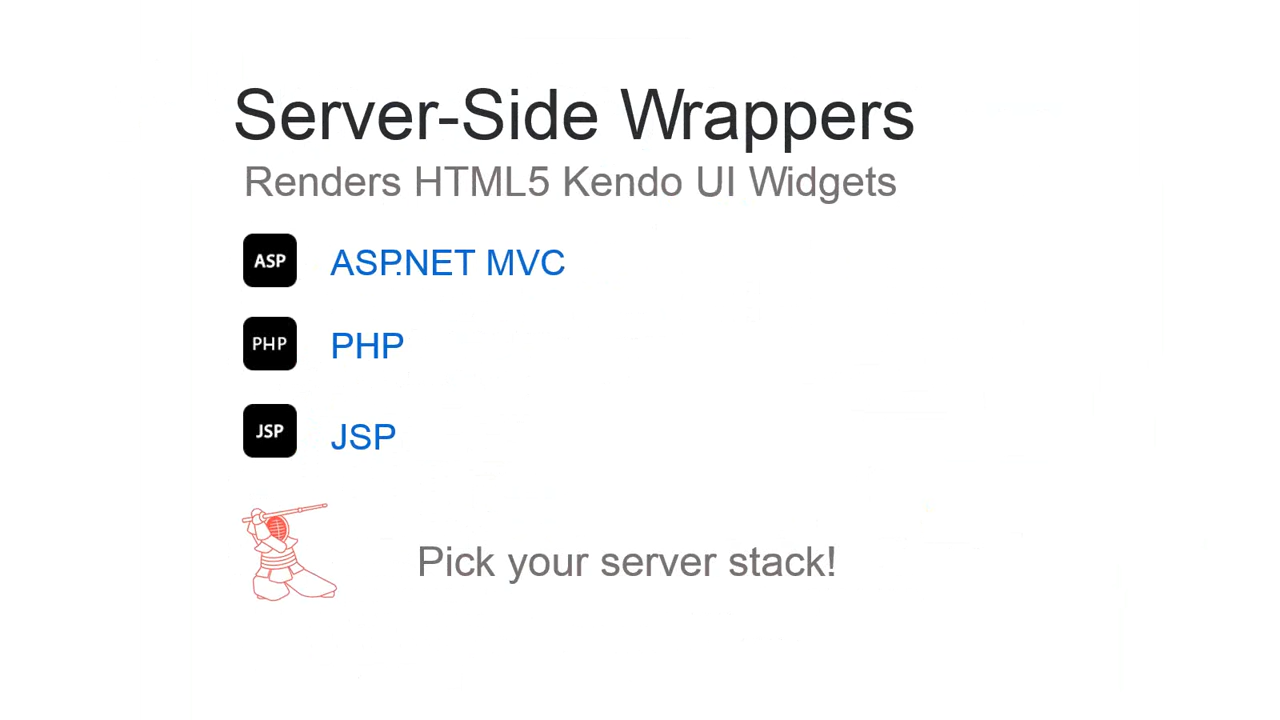 Server-Side Wrappers
Renders HTML5 Kendo UI Widgets
ASP ASP.NET MVC
PHP PHP
JSP JSP
Pick your server stack!